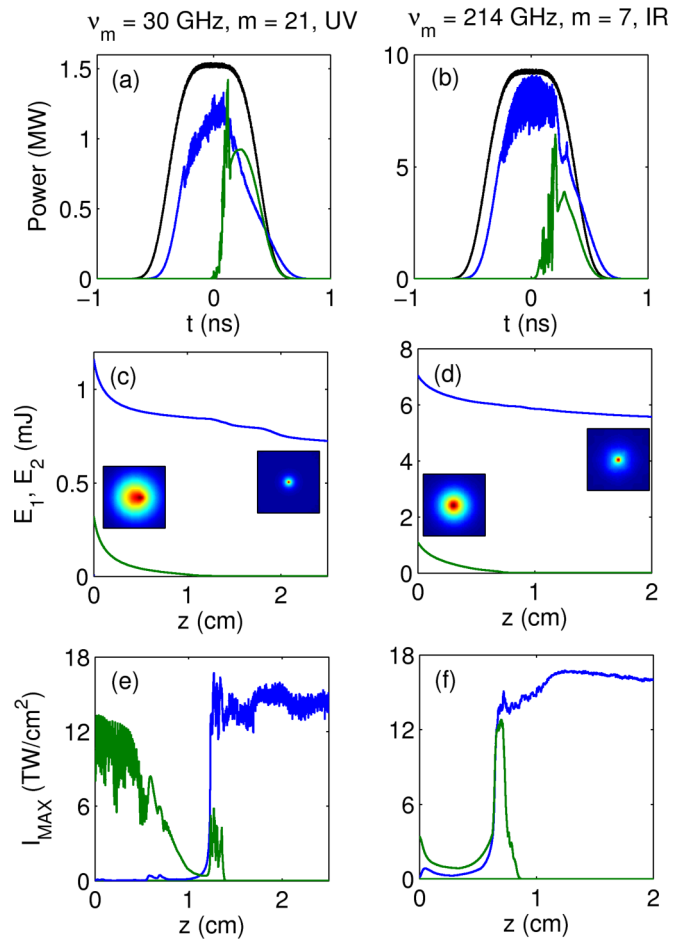 ν_m = 30 GHz, m = 21, UV
ν_m = 214 GHz, m = 7, IR
(a)
Power (MW)
1.5
1
0.5
0
−1
0
1
t (ns)
(b)
10
5
0
−1
0
1
t (ns)
(c)
E_1, E_2 (mJ)
1
0.5
0
0
1
2
z (cm)
(d)
8
6
4
2
0
0
1
2
z (cm)
(e)
I_MAX (TW/cm^2)
18
12
6
0
0
1
2
z (cm)
(f)
18
12
6
0
0
1
2
z (cm)